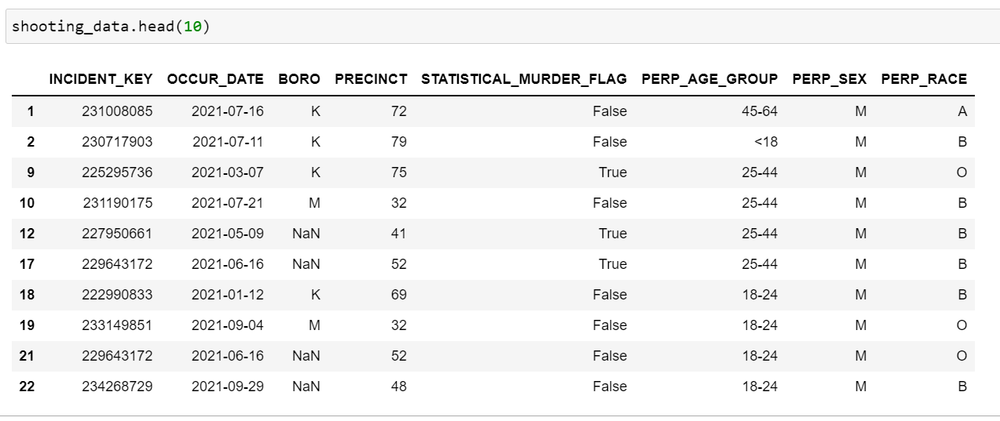 shooting_data.head(10)
INCIDENT_KEY OCCUR_DATE BORO PRECINCT STATISTICAL_MURDER_FLAG PERP_AGE_GROUP PERP_SEX PERP_RACE
1 231008085 2021-07-16 K 72 False 45-64 M A
2 230717903 2021-07-11 K 79 False <18 M B
9 225295736 2021-03-07 K 75 True 25-44 M O
10 231190175 2021-07-21 M 32 False 25-44 M B
12 227950661 2021-05-09 NaN 41 True 25-44 M B
17 229643172 2021-06-16 NaN 52 True 25-44 M B
18 222990833 2021-01-12 K 69 False 18-24 M B
19 233149851 2021-09-04 M 32 False 18-24 M O
21 229643172 2021-06-16 NaN 52 False 18-24 M O
22 234268729 2021-09-29 NaN 48 False 18-24 M B